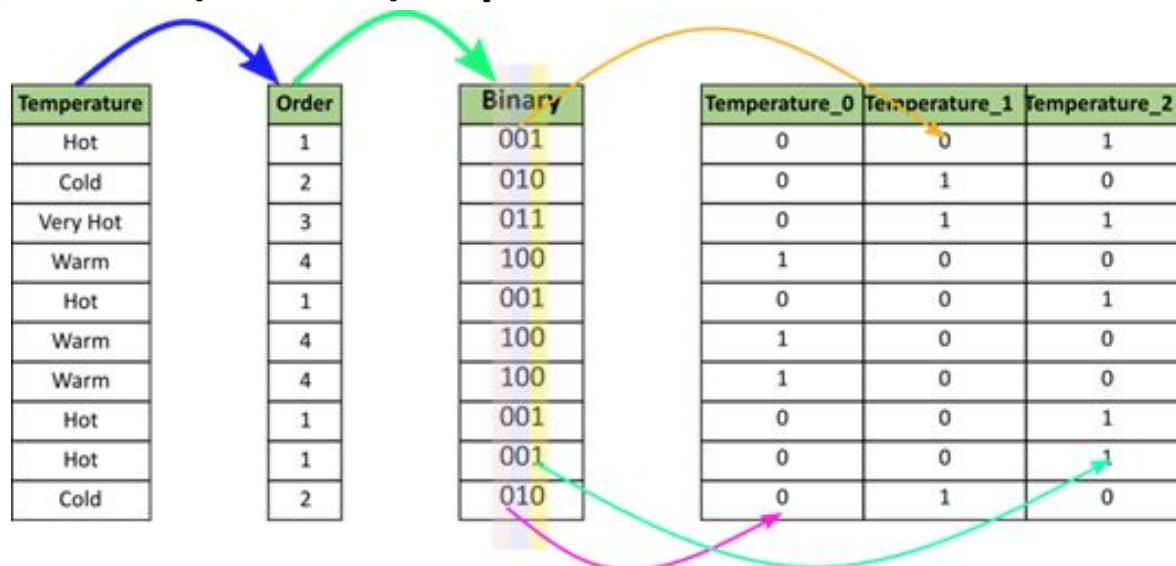 Temperature Order Binary Temperature_0 Temperature_1 Temperature_2
Hot 1 001 0 0 1
Cold 2 010 0 1 0
Very Hot 3 011 0 1 1
Warm 4 100 1 0 0
Hot 1 001 0 0 1
Warm 4 100 1 0 0
Warm 4 100 1 0 0
Hot 1 001 0 0 1
Hot 1 001 0 0 1
Cold 2 010 0 1 0